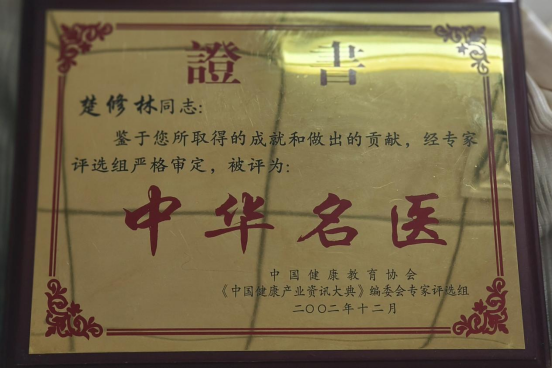 證書
楚修林同志:
鉴于您所取得的成就和做出的贡献，经专家
评选组严格审定，被评为:
中华名医
中国健康教育协会
《中国健康产业资讯大典》编委会专家评选组
二〇〇二年十二月